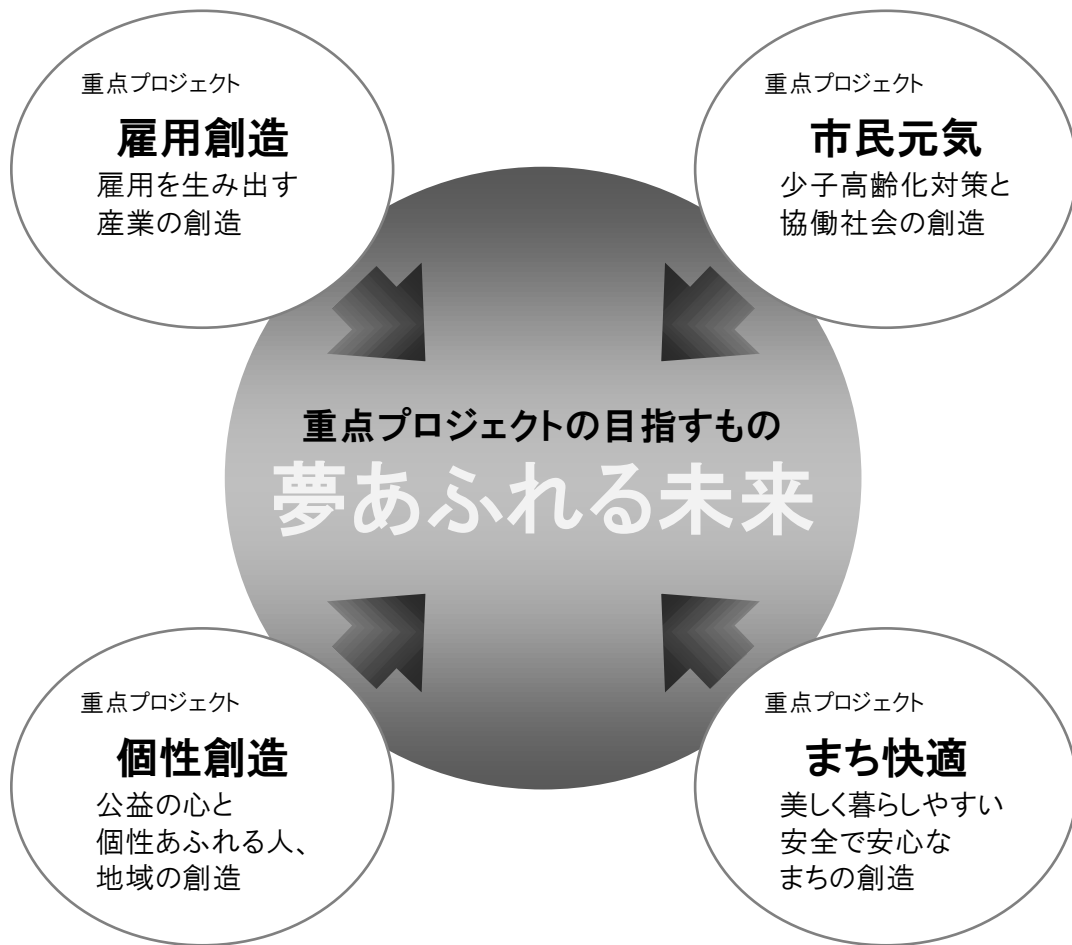 重点プロジェクト
雇用創造
雇用を生み出す
産業の創造
重点プロジェクト
市民元気
少子高齢化対策と
協働社会の創造
重点プロジェクトの目指すもの
夢あふれる未来
重点プロジェクト
個性創造
公益の心と
個性あふれる人、
地域の創造
重点プロジェクト
まち快適
美しく暮らしやすい
安全で安心な
まちの創造